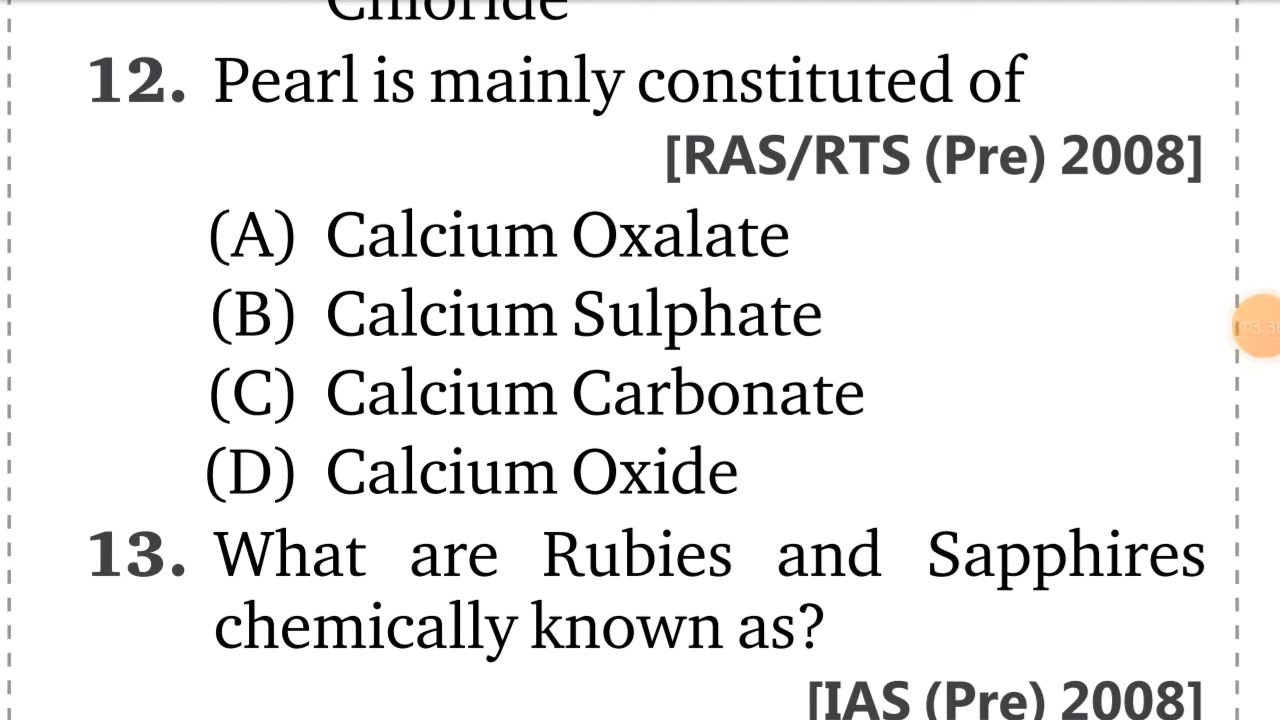 Chloride
12. Pearl is mainly constituted of
[RAS/RTS (Pre) 2008]
(A) Calcium Oxalate
(B) Calcium Sulphate
(C) Calcium Carbonate
(D) Calcium Oxide
13. What are Rubies and Sapphires
chemically known as?
[IAS (Pre) 2008]